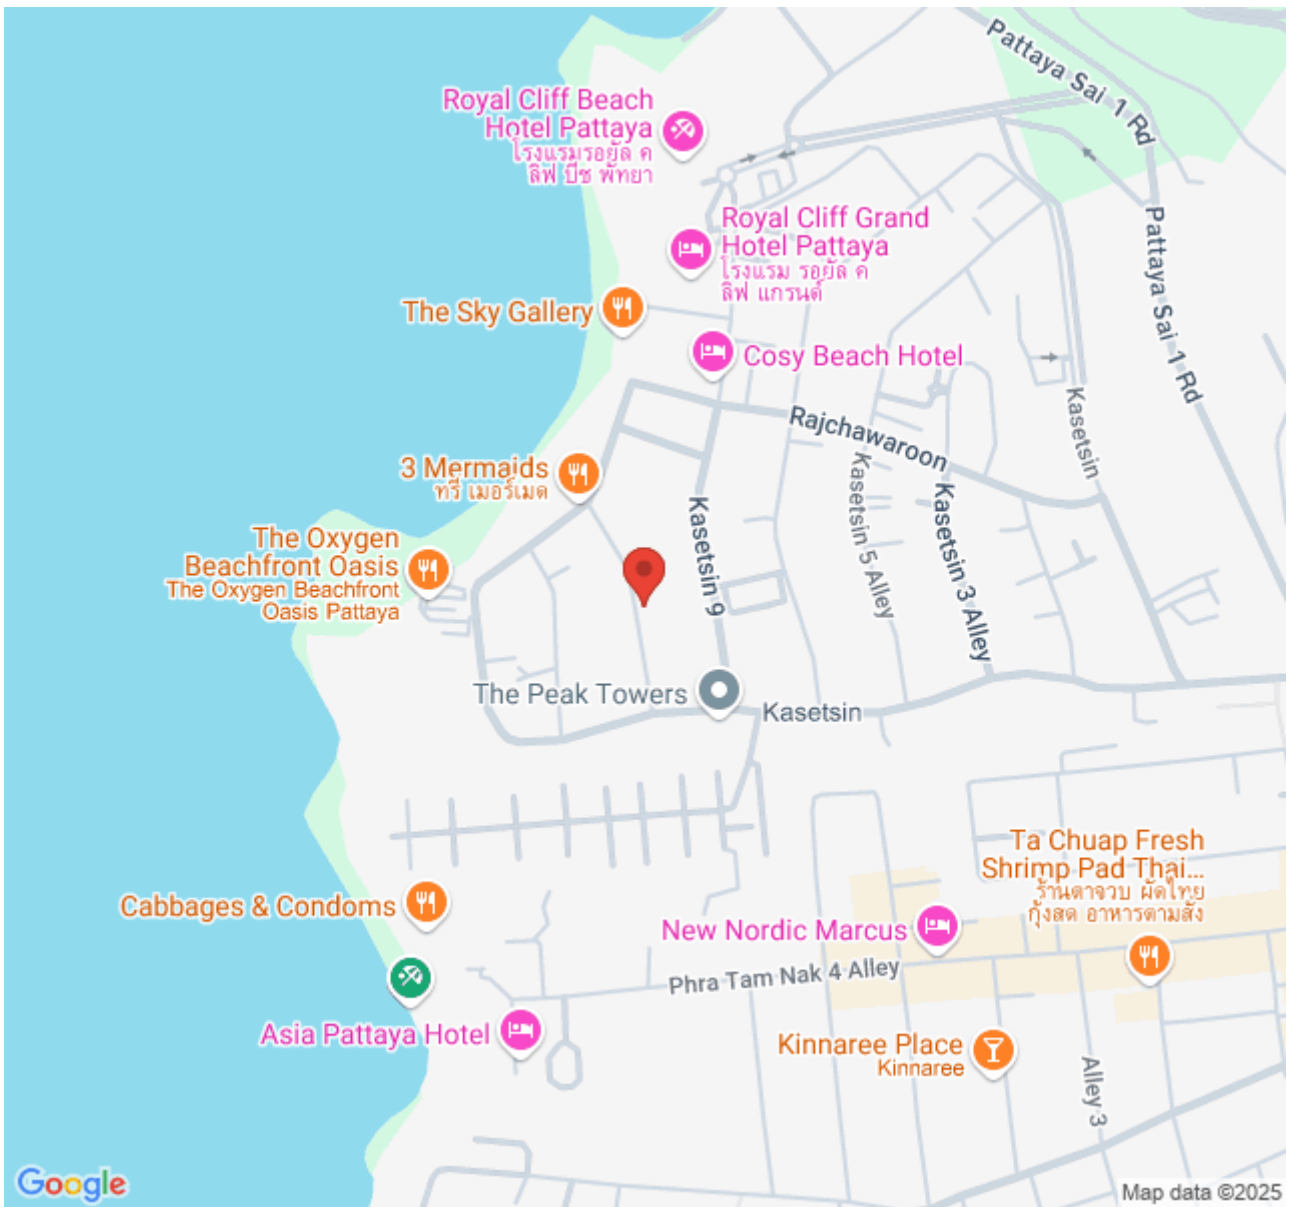 Pattaya Sai 1 Rd
Royal Cliff Beach
Hotel Pattaya
โรงแรมรอยัล ค
ลิฟ บีช พัทยา
Royal Cliff Grand
Hotel Pattaya
โรงแรม รอยัล ค
ลิฟ แกรนด์
Pattaya Sai 1 Rd
The Sky Gallery
Cosy Beach Hotel
Kasetsin
Rajchawaroon
3 Mermaids
ทรี เมอร์เมด
Kasetsin 9
Kasetsin 5 Alley
Kasetsin 3 Alley
The Oxygen
Beachfront Oasis
The Oxygen Beachfront
Oasis Pattaya
The Peak Towers
Kasetsin
Ta Chuap Fresh
Shrimp Pad Thai...
ร้านตาจวบ ผัดไทย
กุ้งสด อาหารตามสั่ง
Cabbages & Condoms
New Nordic Marcus
Phra Tam Nak 4 Alley
Asia Pattaya Hotel
Kinnaree Place
Kinnaree
Alley 3
Google
Map data ©2025